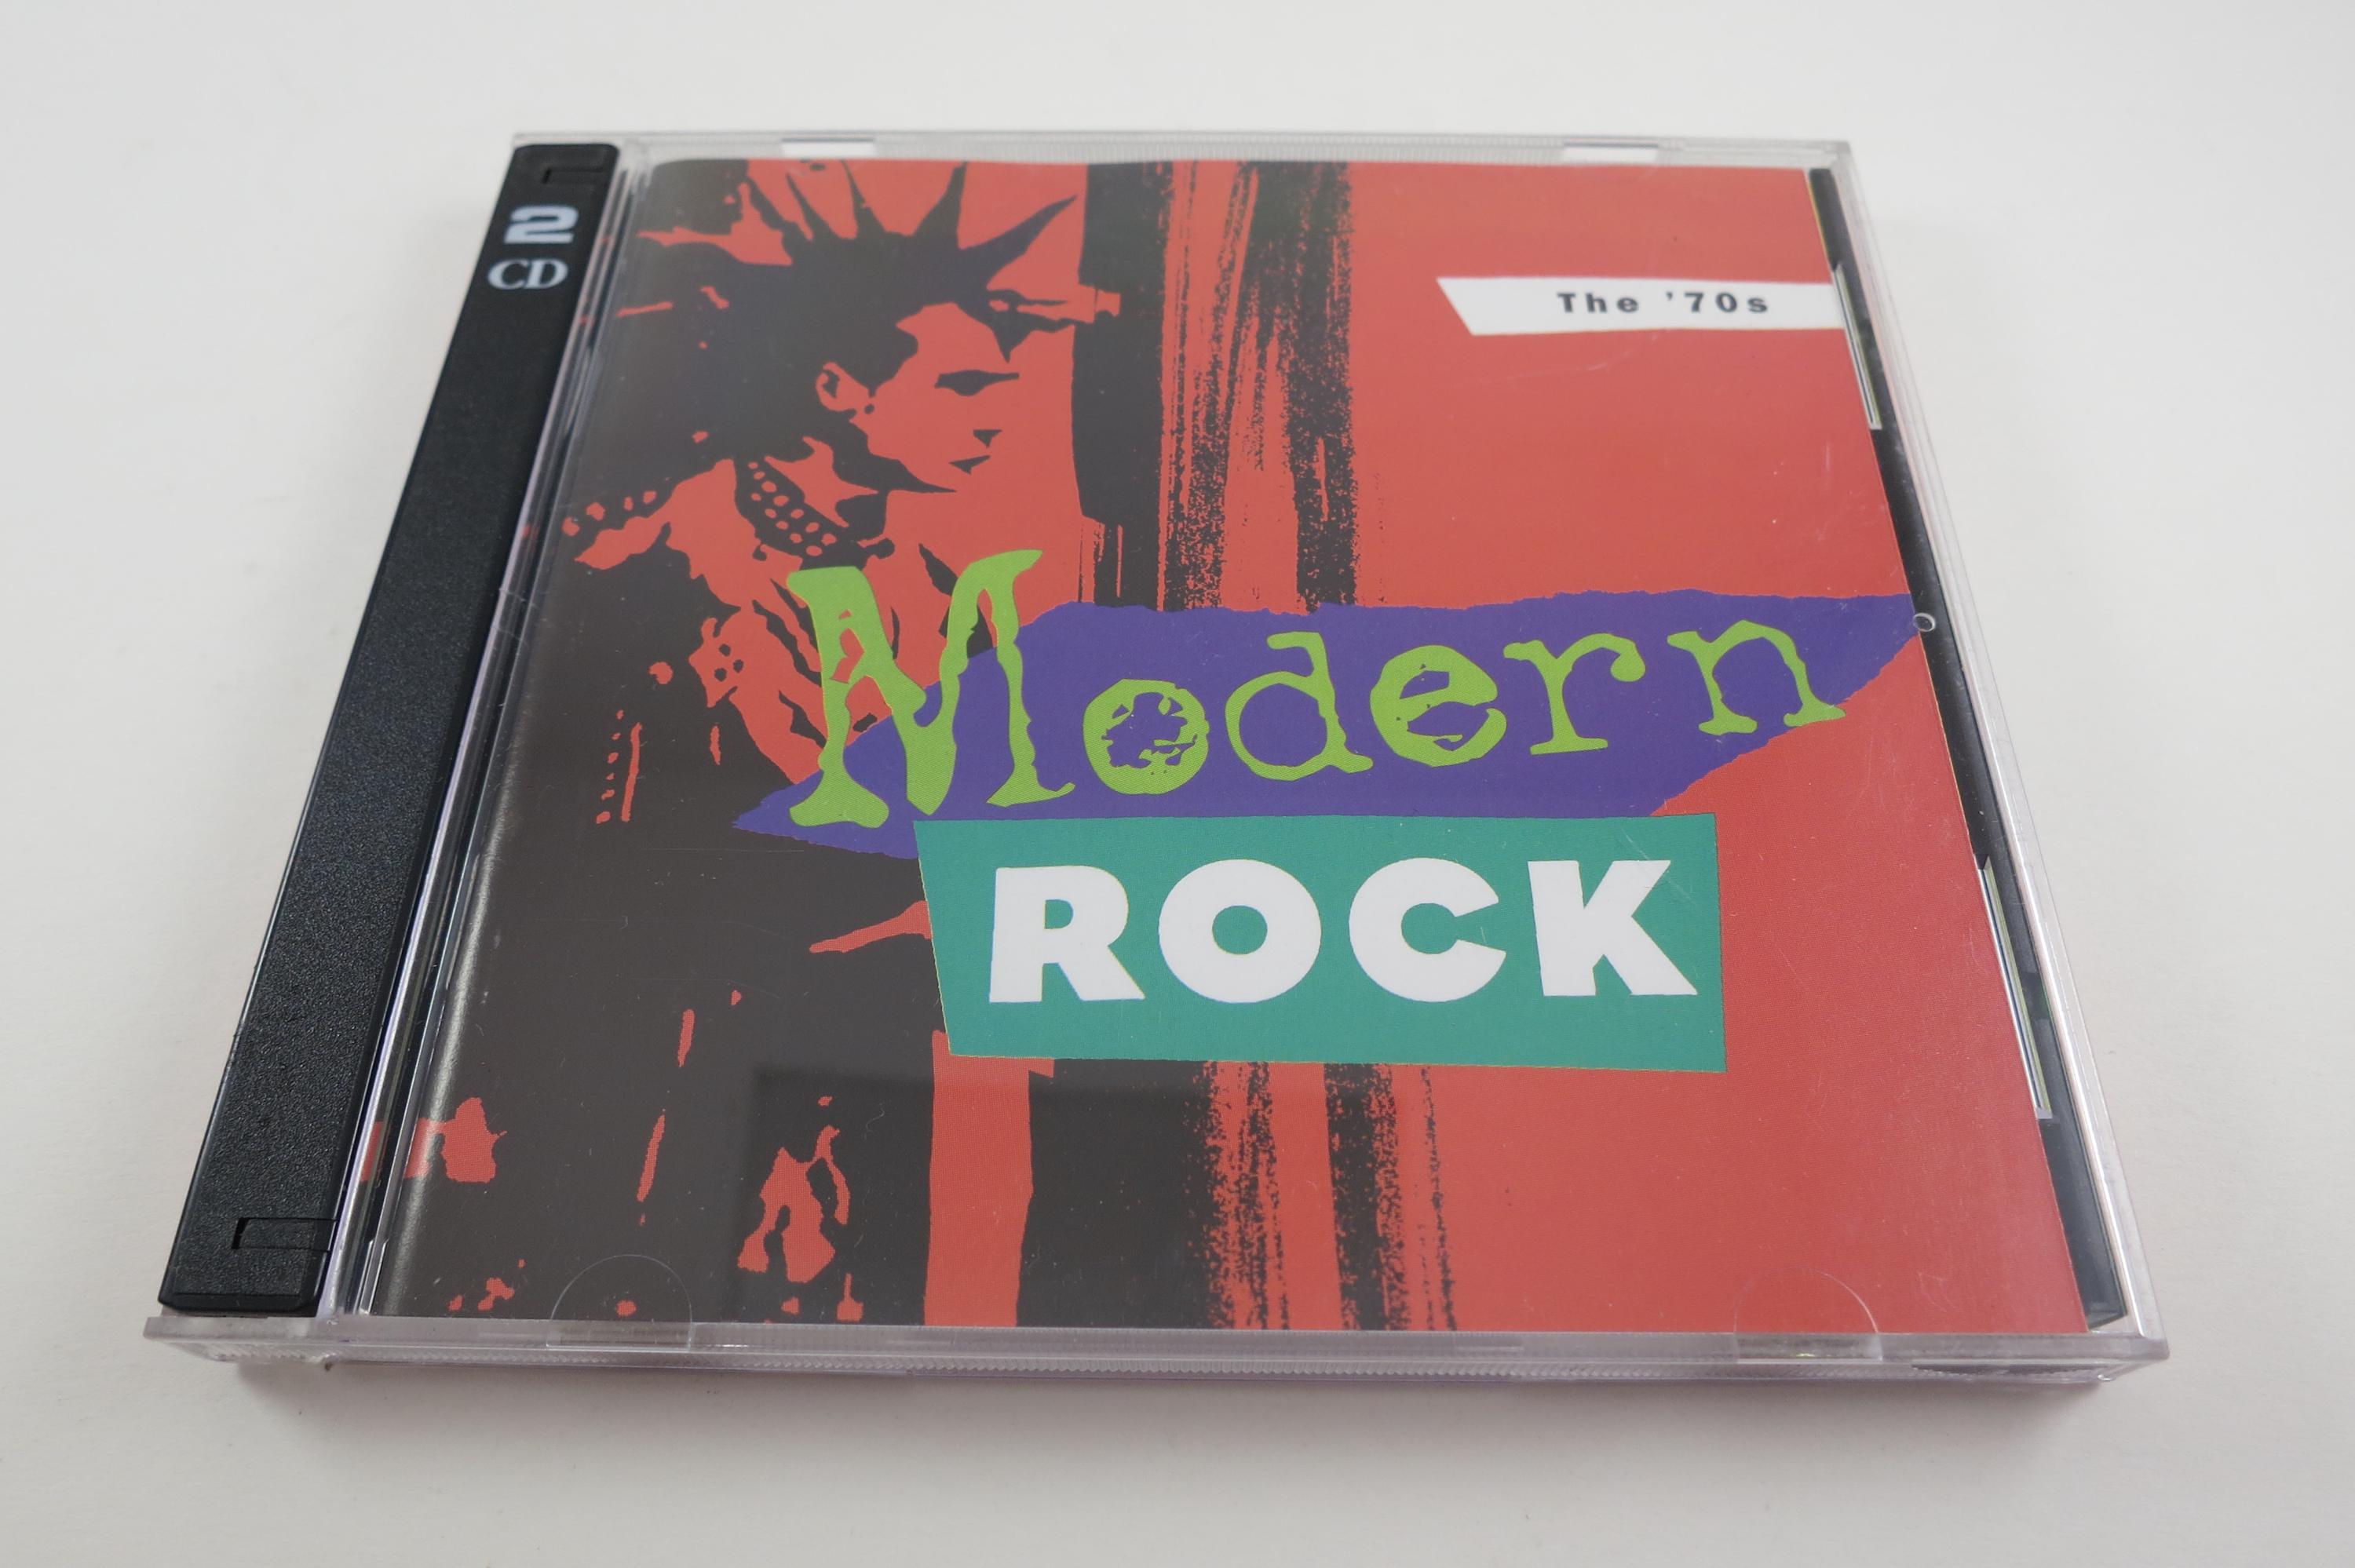 2
CD
The '70s
Modern
ROCK